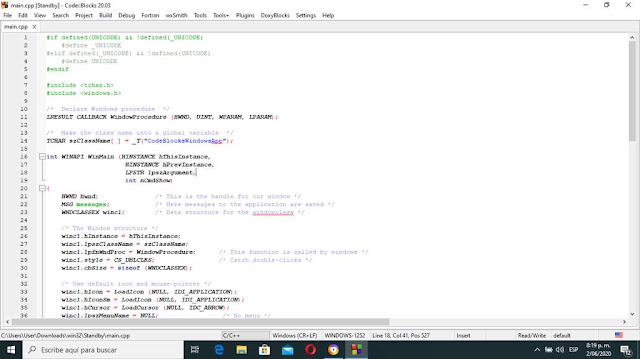 main.cpp [Standby] - Code::Blocks 20.03
File Edit View Search Project Build Debug Fortran wxSmith Tools Tools+ Plugins DoxyBlocks Settings Help
main.cpp
1 #if defined(UNICODE) && !defined(_UNICODE)
2 #define _UNICODE
3 #elif defined(_UNICODE) && !defined(UNICODE)
4 #define UNICODE
5 #endif
6
7 #include <tchar.h>
8 #include <windows.h>
9
10 /* Declare Windows procedure */
11 LRESULT CALLBACK WindowProcedure (HWND, UINT, WPARAM, LPARAM);
12
13 /* Make the class name into a global variable */
14 TCHAR szClassName[ ] = _T("CodeBlocksWindowsApp");
15
16 int WINAPI WinMain (HINSTANCE hThisInstance,
17 HINSTANCE hPrevInstance,
18 LPSTR lpszArgument,
19 int nCmdShow)
20 {
21 HWND hwnd; /* This is the handle for our window */
22 MSG messages; /* Here messages to the application are saved */
23 WNDCLASSEX wincl; /* Data structure for the windowclass */
24
25
26 /* The Window structure */
27 wincl.hInstance = hThisInstance;
28 wincl.lpszClassName = szClassName;
29 wincl.lpfnWndProc = WindowProcedure; /* This function is called by windows */
30 wincl.style = CS_DBLCLKS; /* Catch double-clicks */
31 wincl.cbSize = sizeof (WNDCLASSEX);
32
33 /* Use default icon and mouse-pointer */
34 wincl.hIcon = LoadIcon (NULL, IDI_APPLICATION);
35 wincl.hIconSm = LoadIcon (NULL, IDI_APPLICATION);
36 wincl.hCursor = LoadCursor (NULL, IDC_ARROW);
wincl.lpszMenuName = NULL; /* No menu */
C:\Users\User\Downloads\win32\Standby\main.cpp C/C++ Windows (CR+LF) WINDOWS-1252 Line 18, Col 41, Pos 527 Insert Read/Write default
Escribe aquí para buscar
ESP
8:19 p. m.
2/06/2020